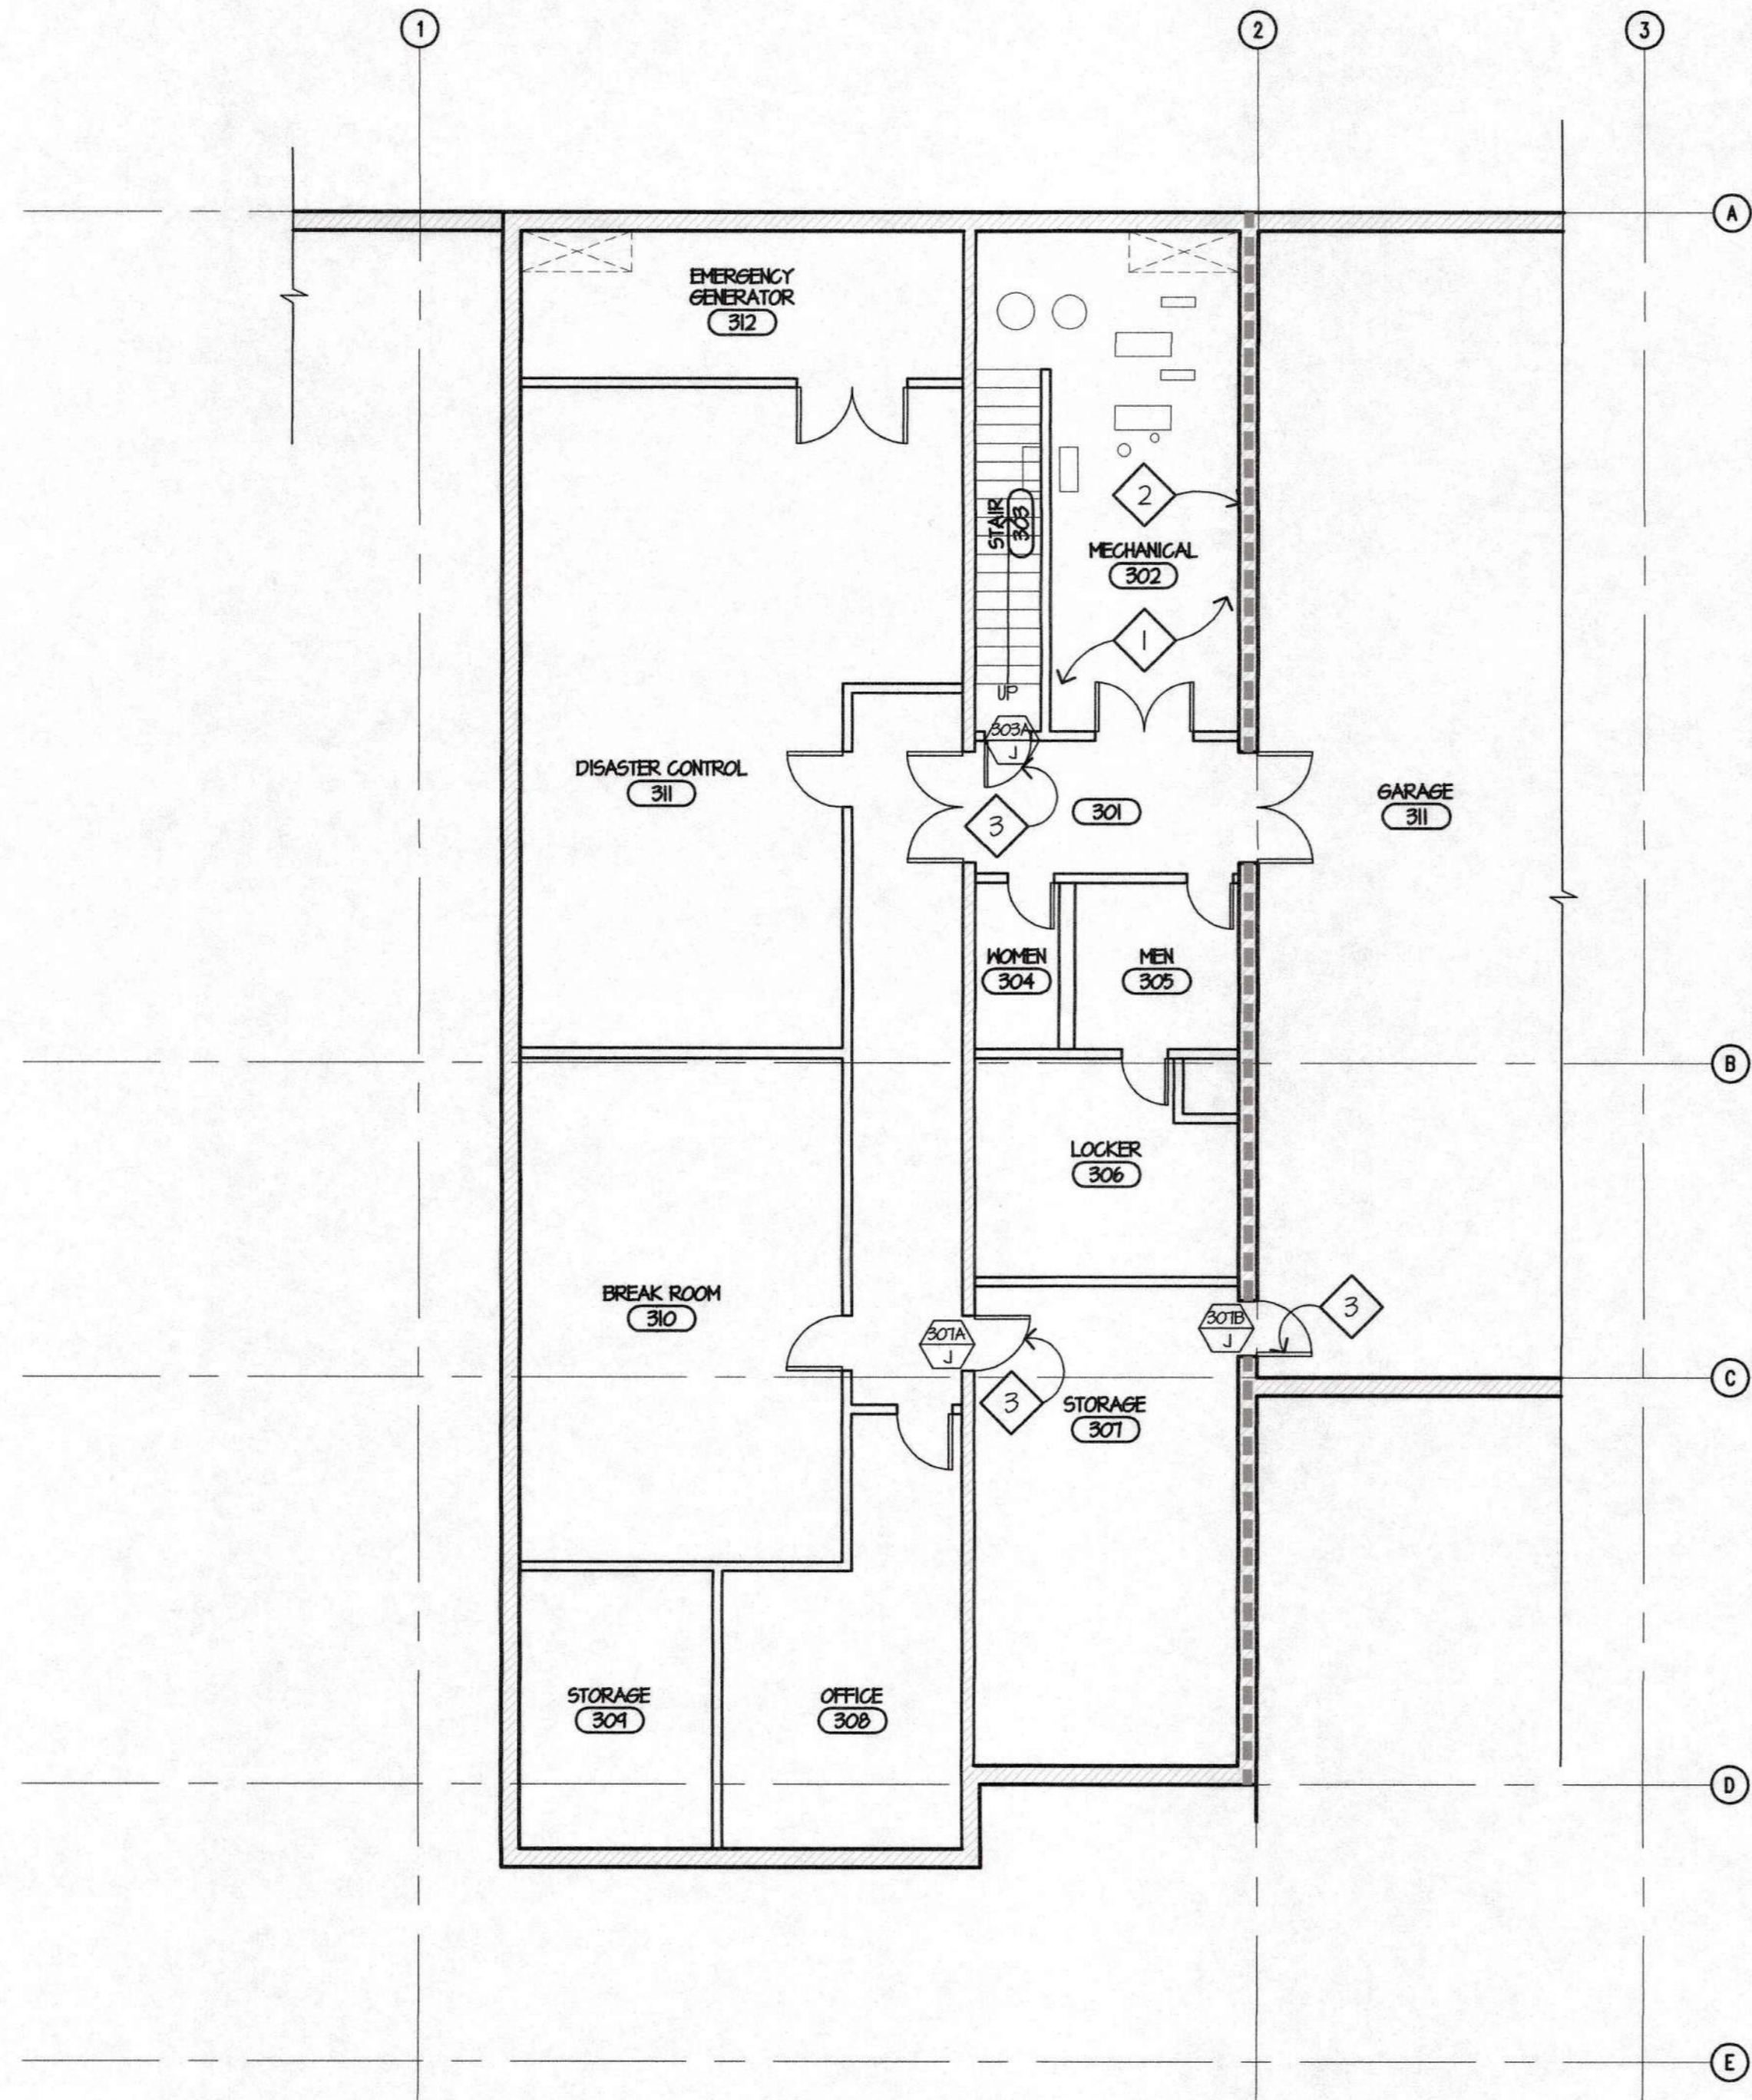 1
2
3
A
EMERGENCY
GENERATOR
312
STAIR
303
2
MECHANICAL
302
1
UP
303A
J
DISASTER CONTROL
311
3
301
GARAGE
311
WOMEN
304
MEN
305
B
LOCKER
306
BREAK ROOM
310
307A
J
307B
J
3
C
3
STORAGE
307
STORAGE
309
OFFICE
308
D
E